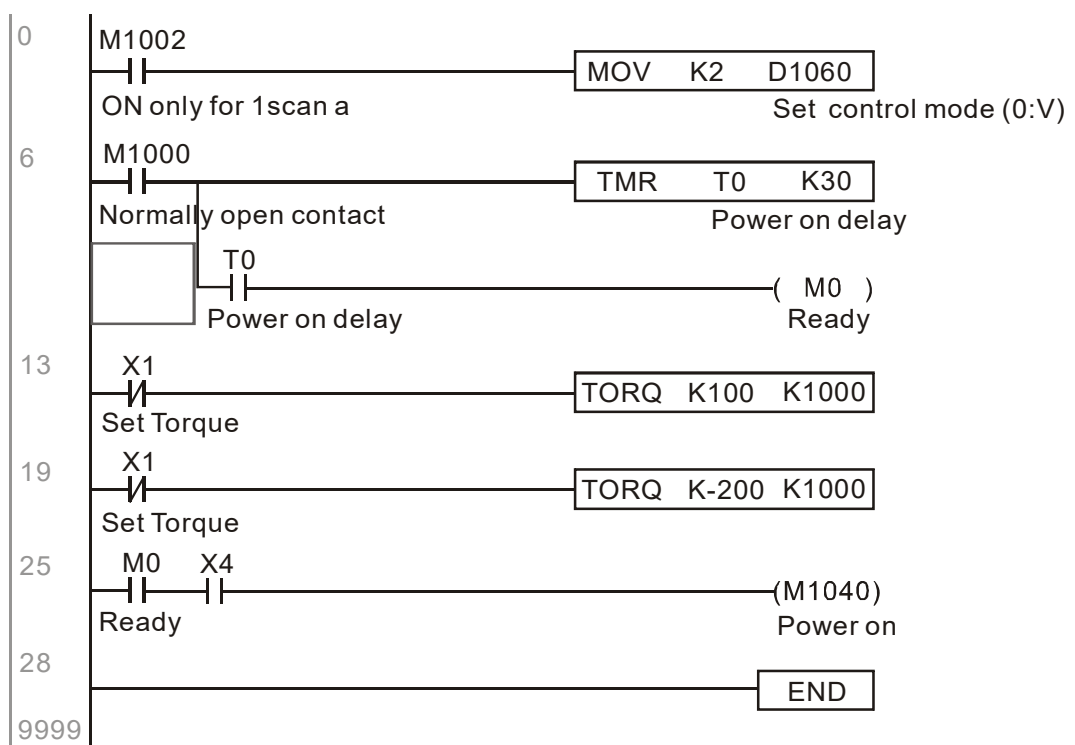 0
M1002
MOV K2 D1060
ON only for 1scan a
Set control mode (0:V)
6
M1000
TMR T0 K30
Normally open contact
Power on delay
T0
( M0 )
Power on delay
Ready
13
X1
TORQ K100 K1000
Set Torque
19
X1
TORQ K-200 K1000
Set Torque
25
M0 X4
(M1040)
Ready
Power on
28
END
9999